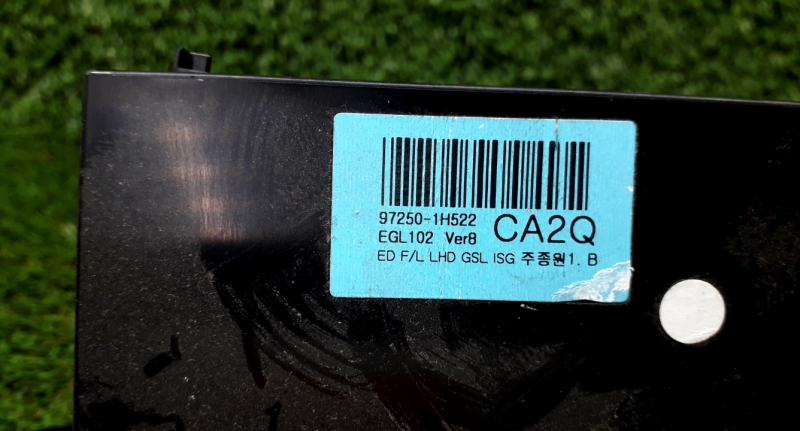 97250-1H522
EGL102 Ver8 CA2Q
ED F/L LHD GSL ISG 주종원1. B